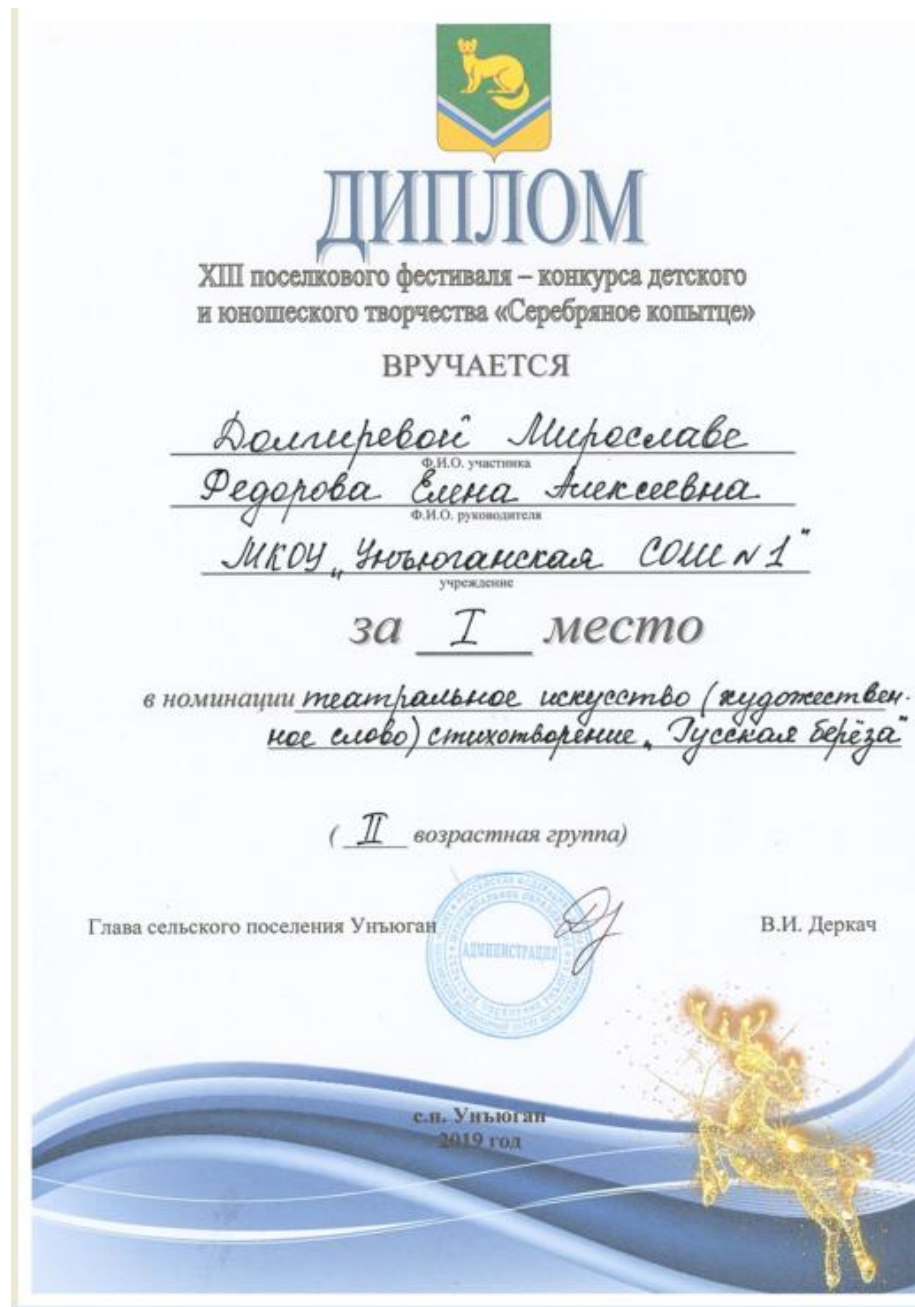 ДИПЛОМ
XIII поселкового фестиваля – конкурса детского
и юношеского творчества «Серебряное копытце»
ВРУЧАЕТСЯ
Долгиревой Мирославе
Ф.И.О. участника
Федорова Елена Алексеевна
Ф.И.О. руководителя
МКОУ „Унъюганская СОШ N 1"
учреждение
за I место
в номинации театральное искусство (художествен-
ное слово) стихотворение „Русская берёза"
( II возрастная группа)
Глава сельского поселения Унъюган В.И. Деркач
АДМИНИСТРАЦИЯ
с.п. Унъюган
2019 год